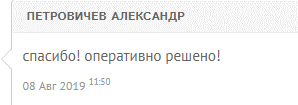 ПЕТРОВИЧЕВ АЛЕКСАНДР
спасибо! оперативно решено!
08 Авг 2019 11:50